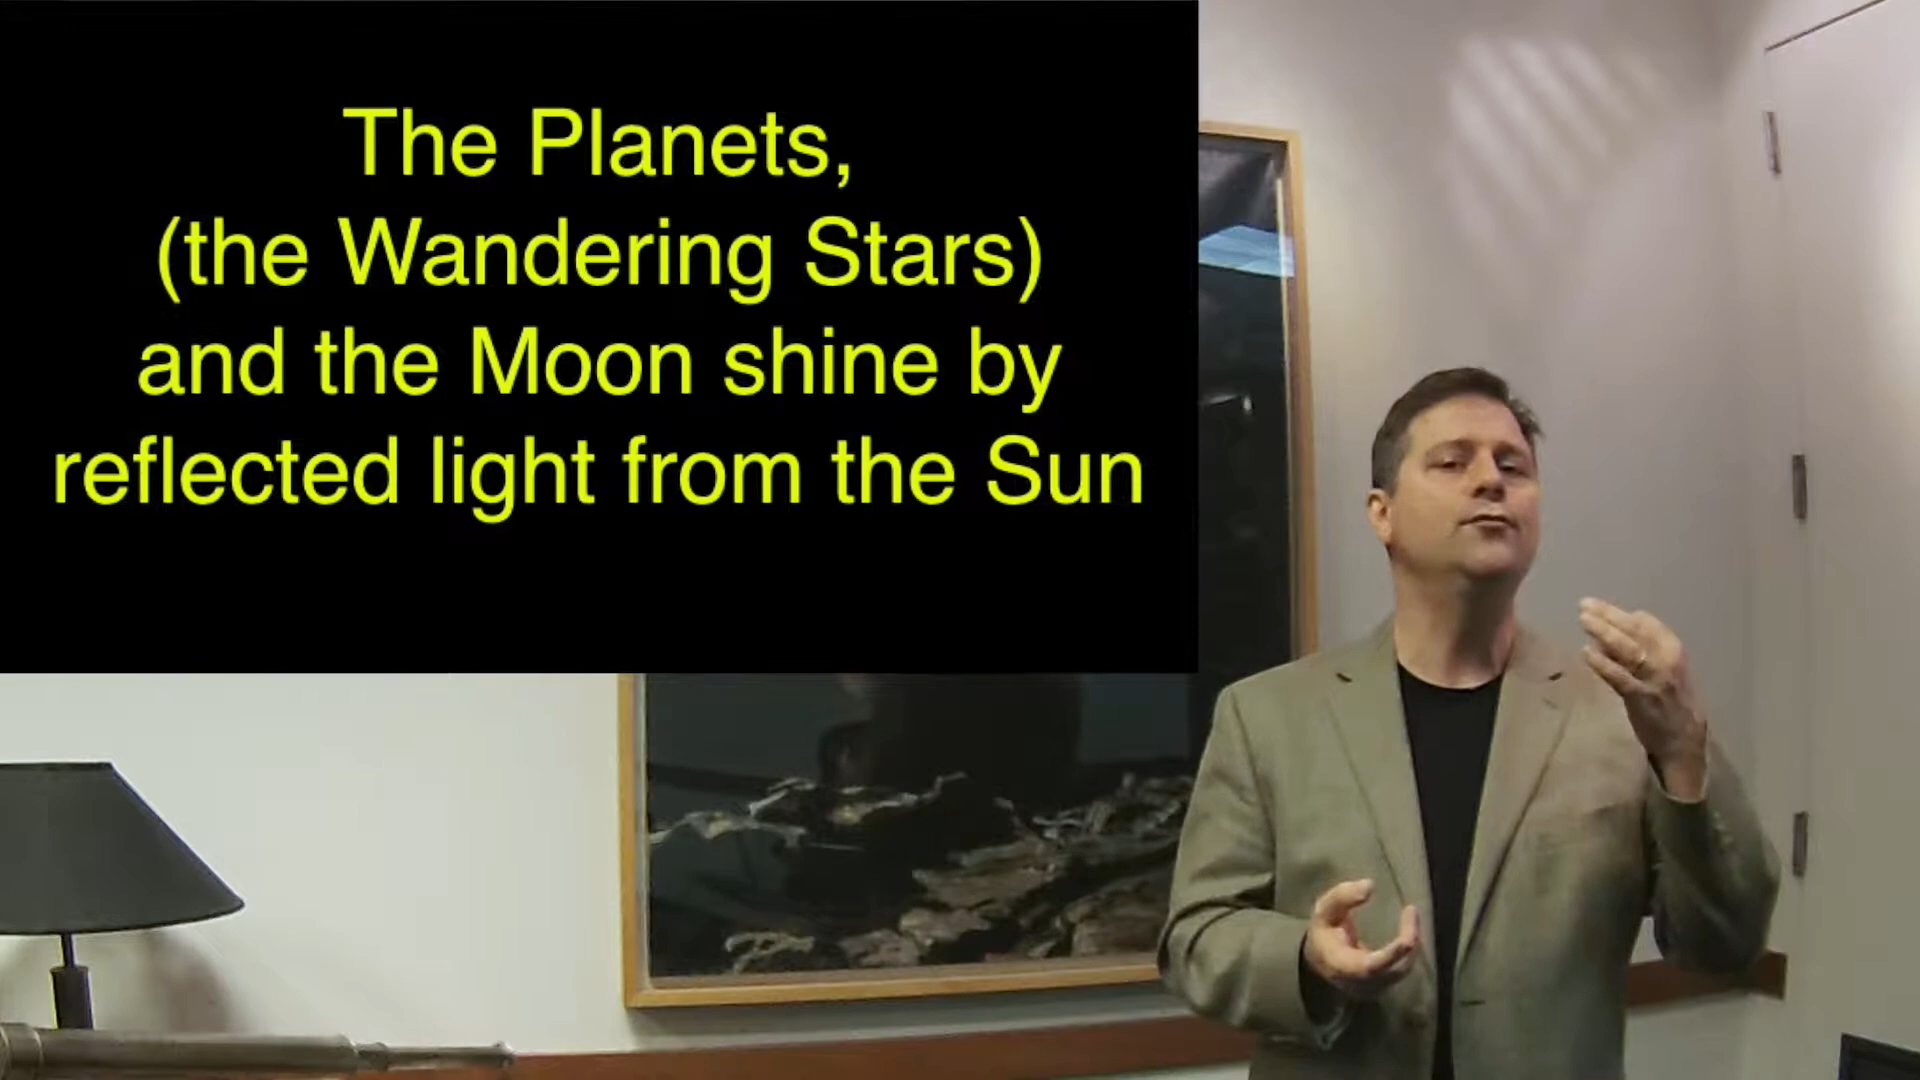 The Planets,
(the Wandering Stars)
and the Moon shine by
reflected light from the Sun